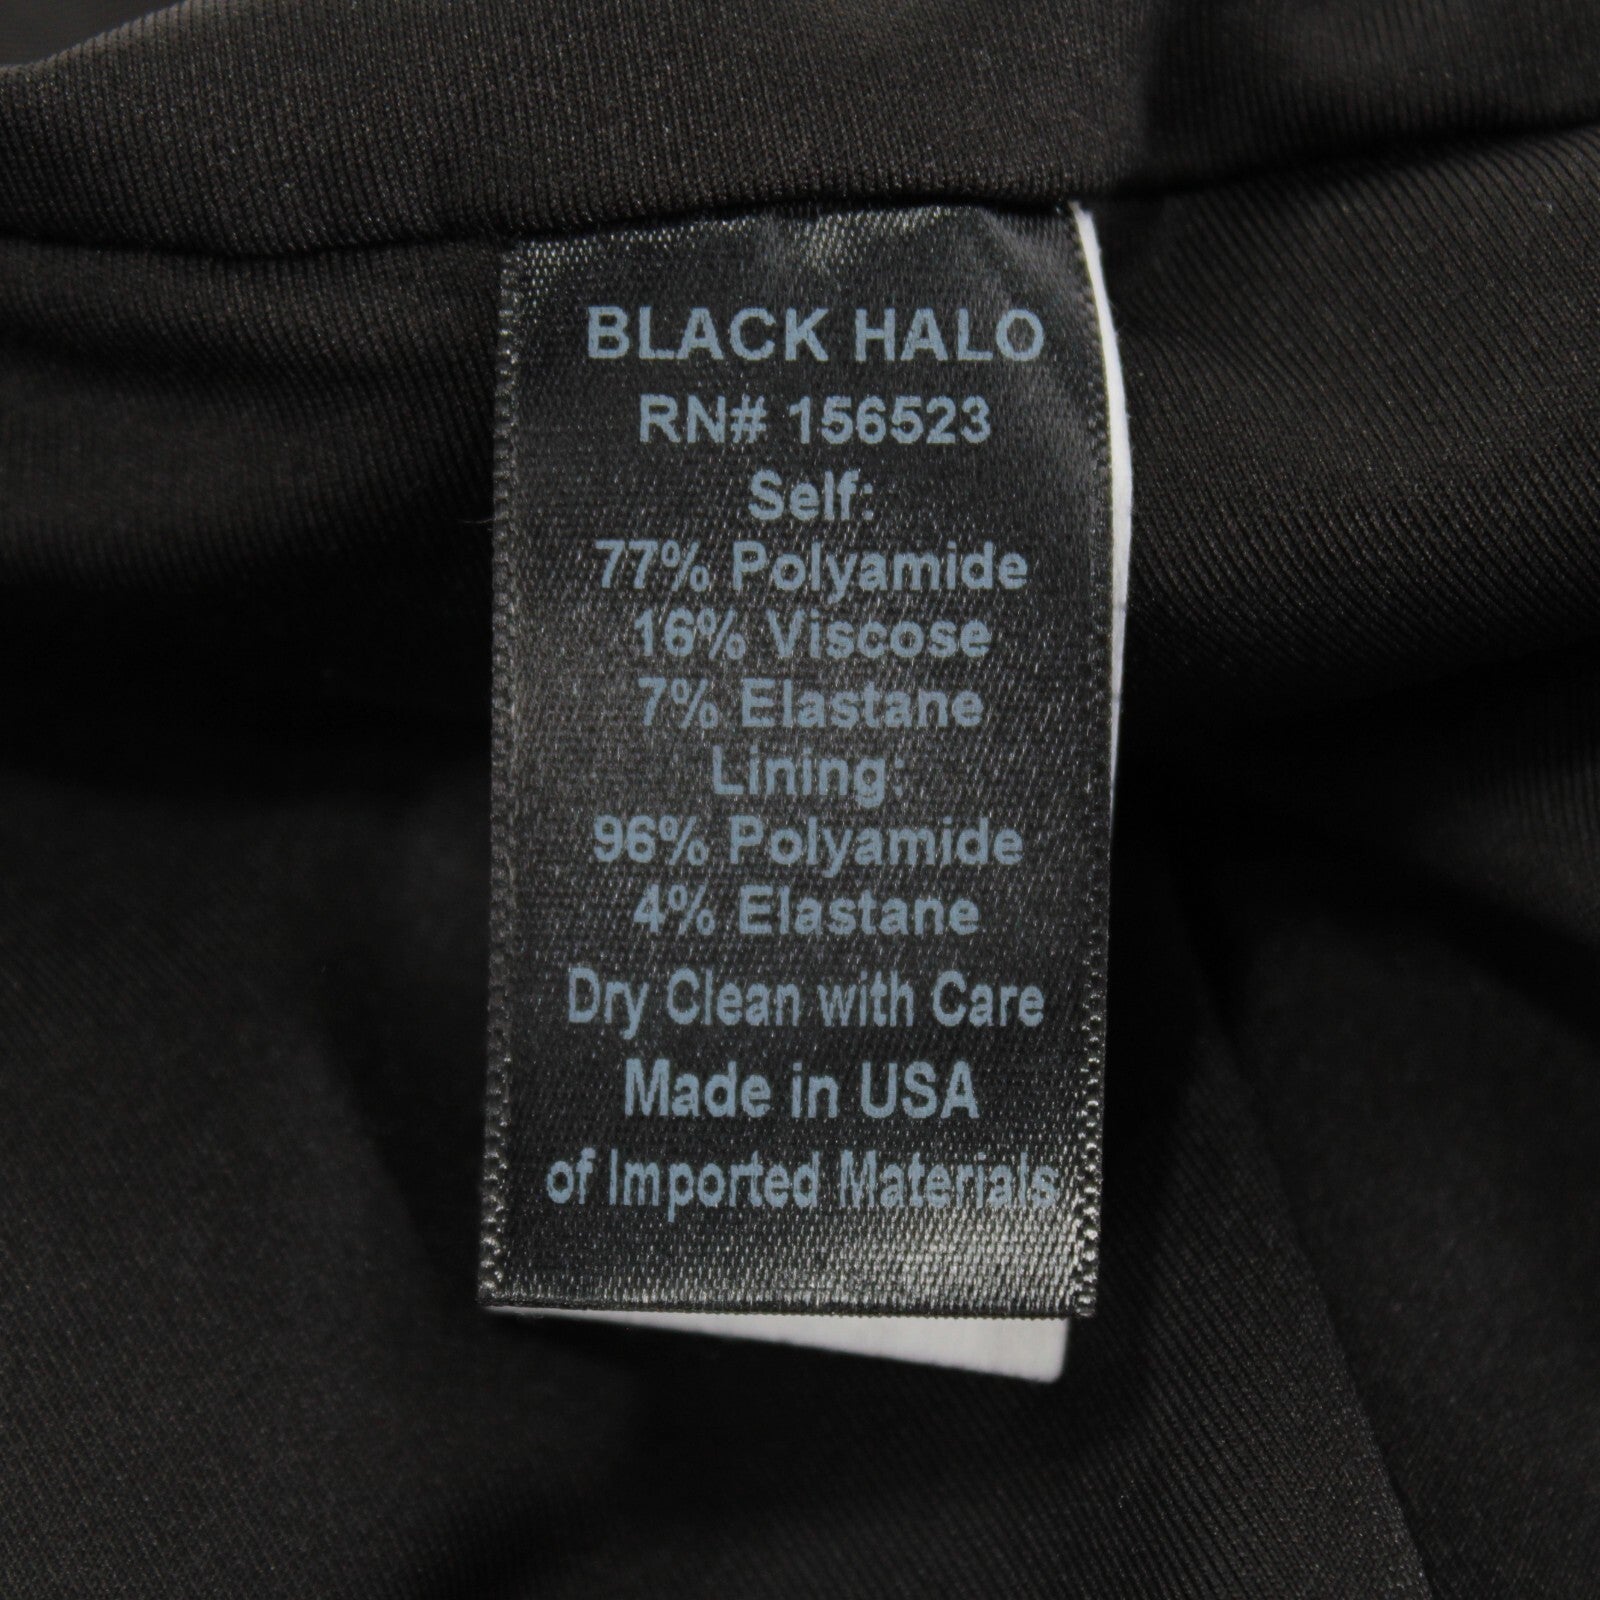 BLACK HALO
RN# 156523
Self:
77% Polyamide
16% Viscose
7% Elastane
Lining:
96% Polyamide
4% Elastane
Dry Clean with Care
Made in USA
of Imported Materials